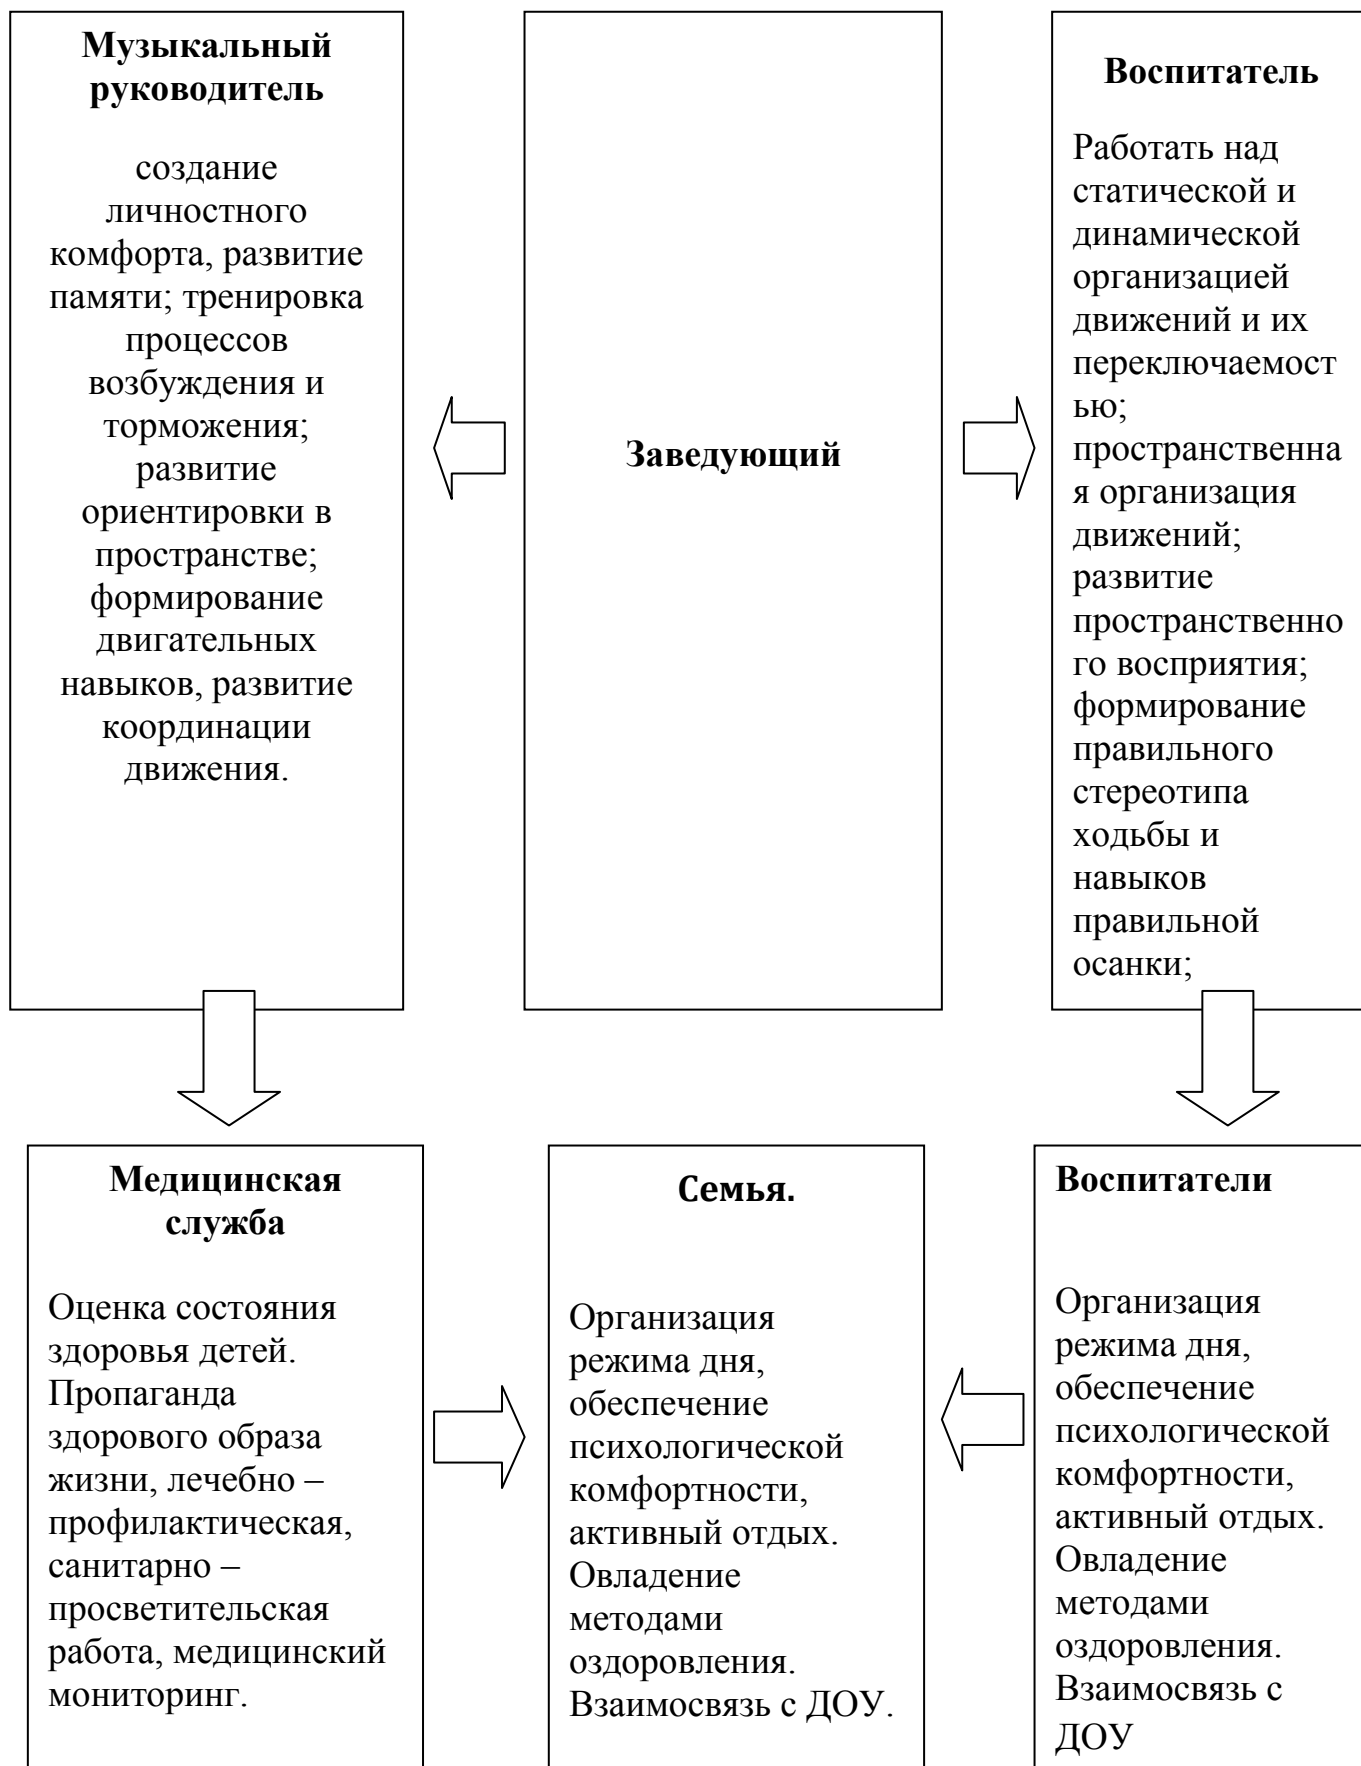 Музыкальный
руководитель
создание
личностного
комфорта, развитие
памяти; тренировка
процессов
возбуждения и
торможения;
развитие
ориентировки в
пространстве;
формирование
двигательных
навыков, развитие
координации
движения.
Заведующий
Воспитатель
Работать над
статической и
динамической
организацией
движений и их
переключаемост
ью;
пространственна
я организация
движений;
развитие
пространственно
го восприятия;
формирование
правильного
стереотипа
ходьбы и
навыков
правильной
осанки;
Медицинская
служба
Оценка состояния
здоровья детей.
Пропаганда
здорового образа
жизни, лечебно –
профилактическая,
санитарно –
просветительская
работа, медицинский
мониторинг.
Семья.
Организация
режима дня,
обеспечение
психологической
комфортности,
активный отдых.
Овладение
методами
оздоровления.
Взаимосвязь с ДОУ.
Воспитатели
Организация
режима дня,
обеспечение
психологической
комфортности,
активный отдых.
Овладение
методами
оздоровления.
Взаимосвязь с
ДОУ